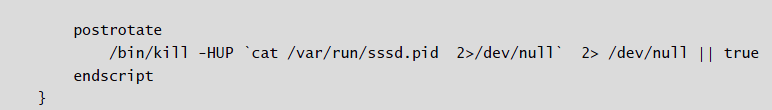 postrotate
/bin/kill -HUP `cat /var/run/sssd.pid  2>/dev/null`  2> /dev/null || true
endscript
}